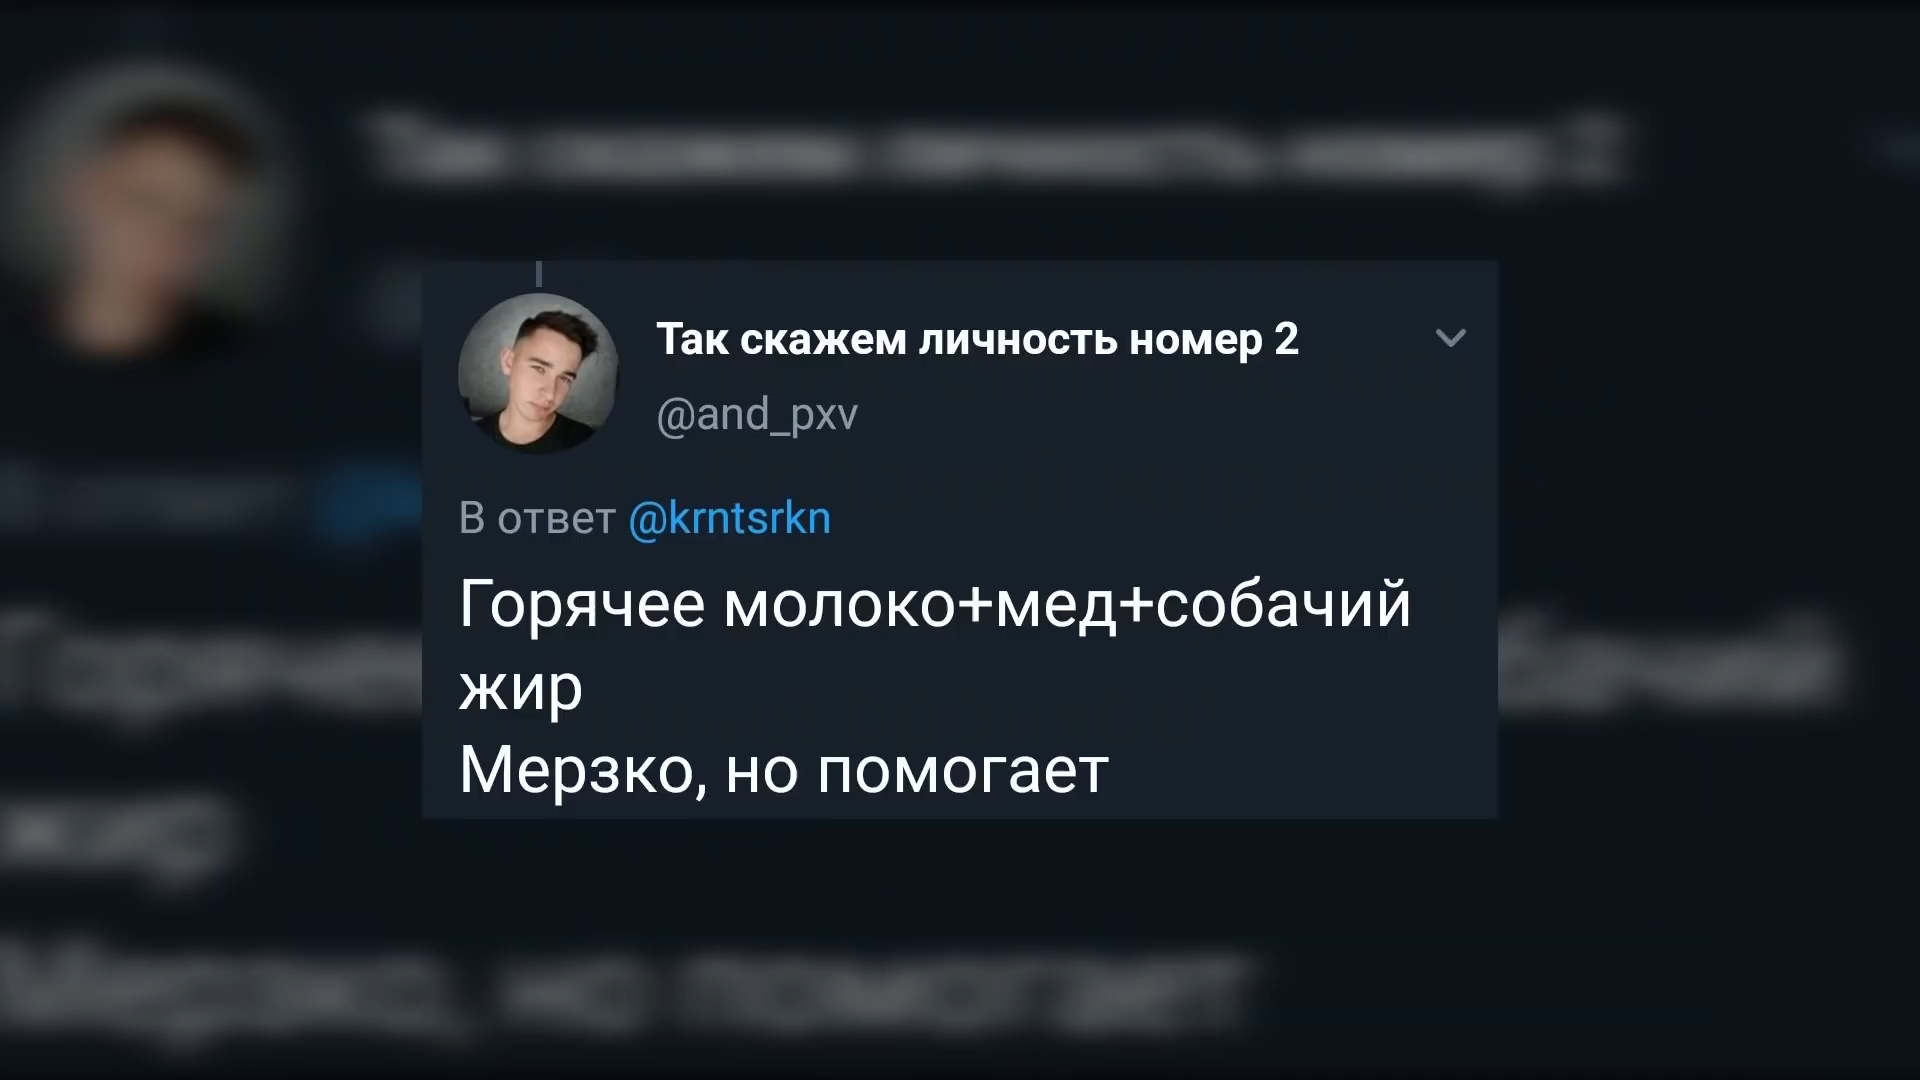 Так скажем личность номер 2
@and_pxv
В ответ @krntsrkn
Горячее молоко+мед+собачий
жир
Мерзко, но помогает